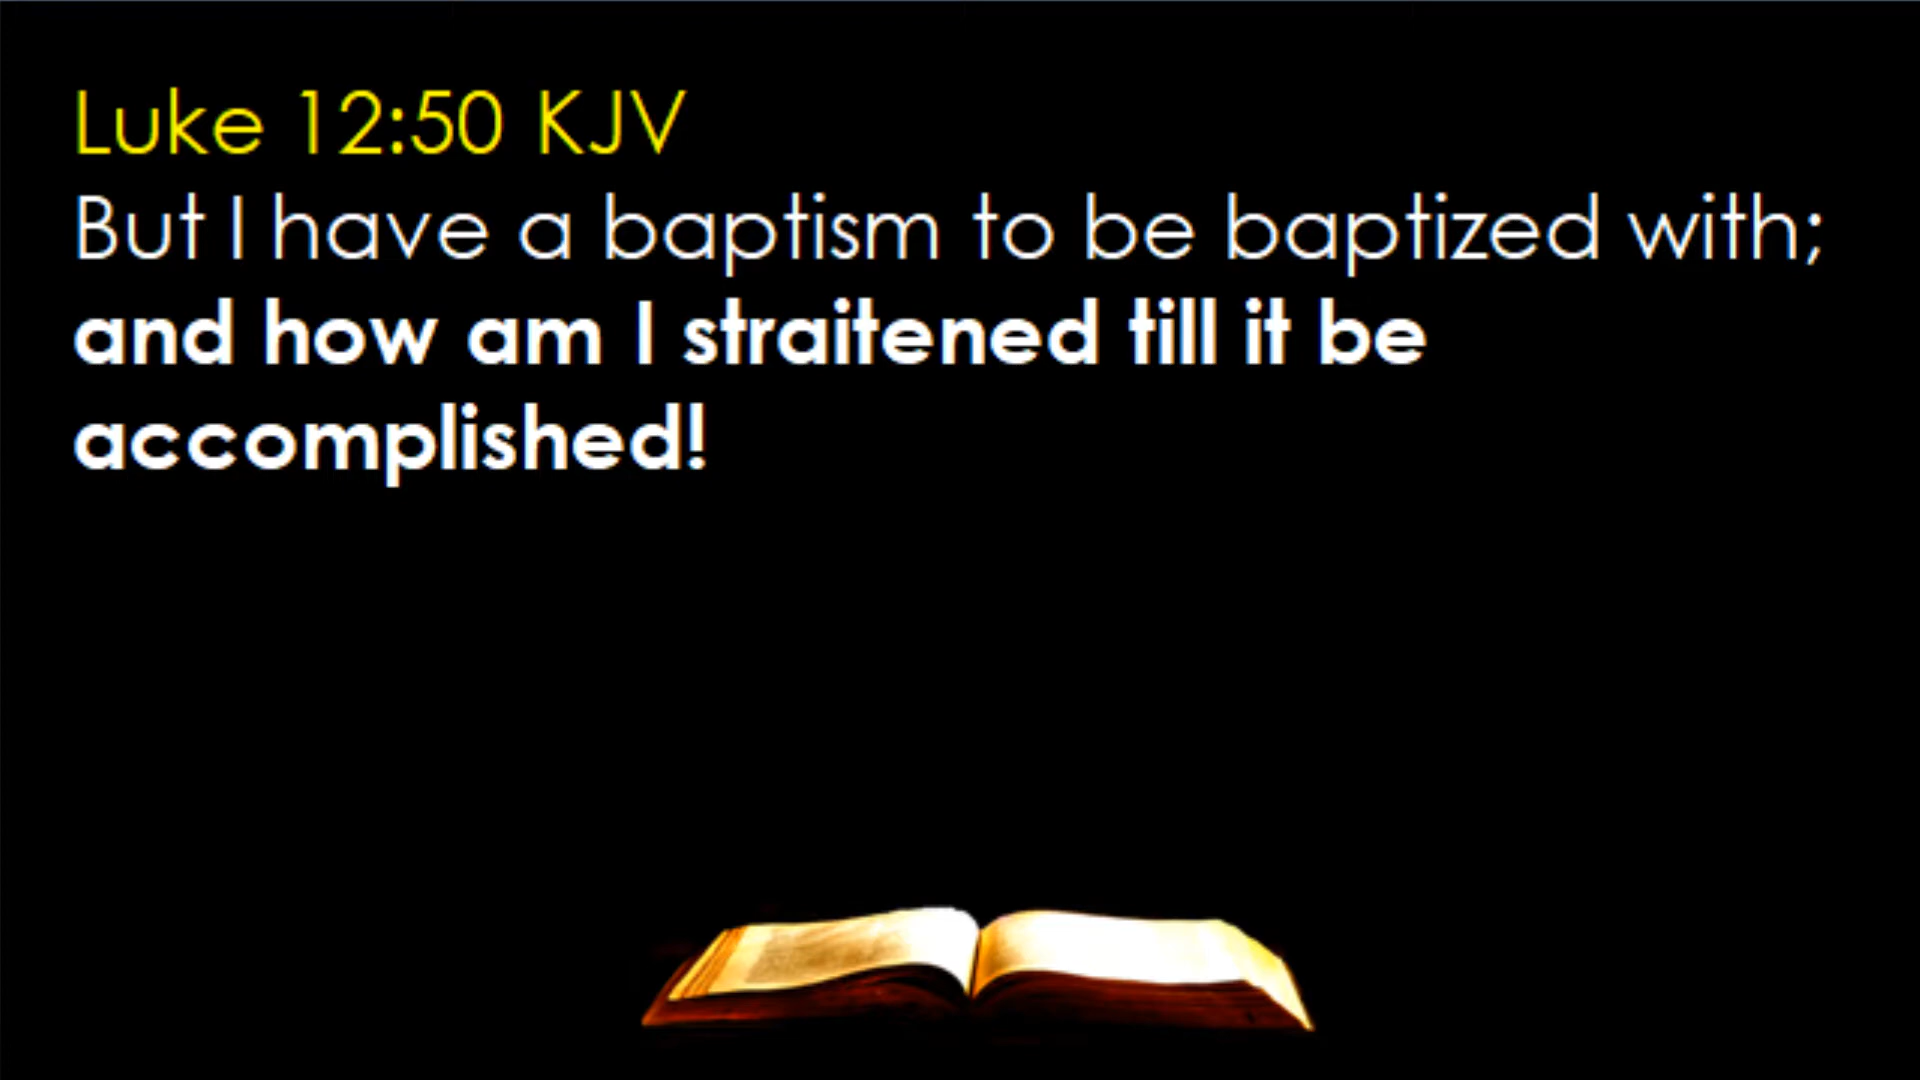 Luke 12:50 KJV
But I have a baptism to be baptized with;
and how am I straitened till it be
accomplished!